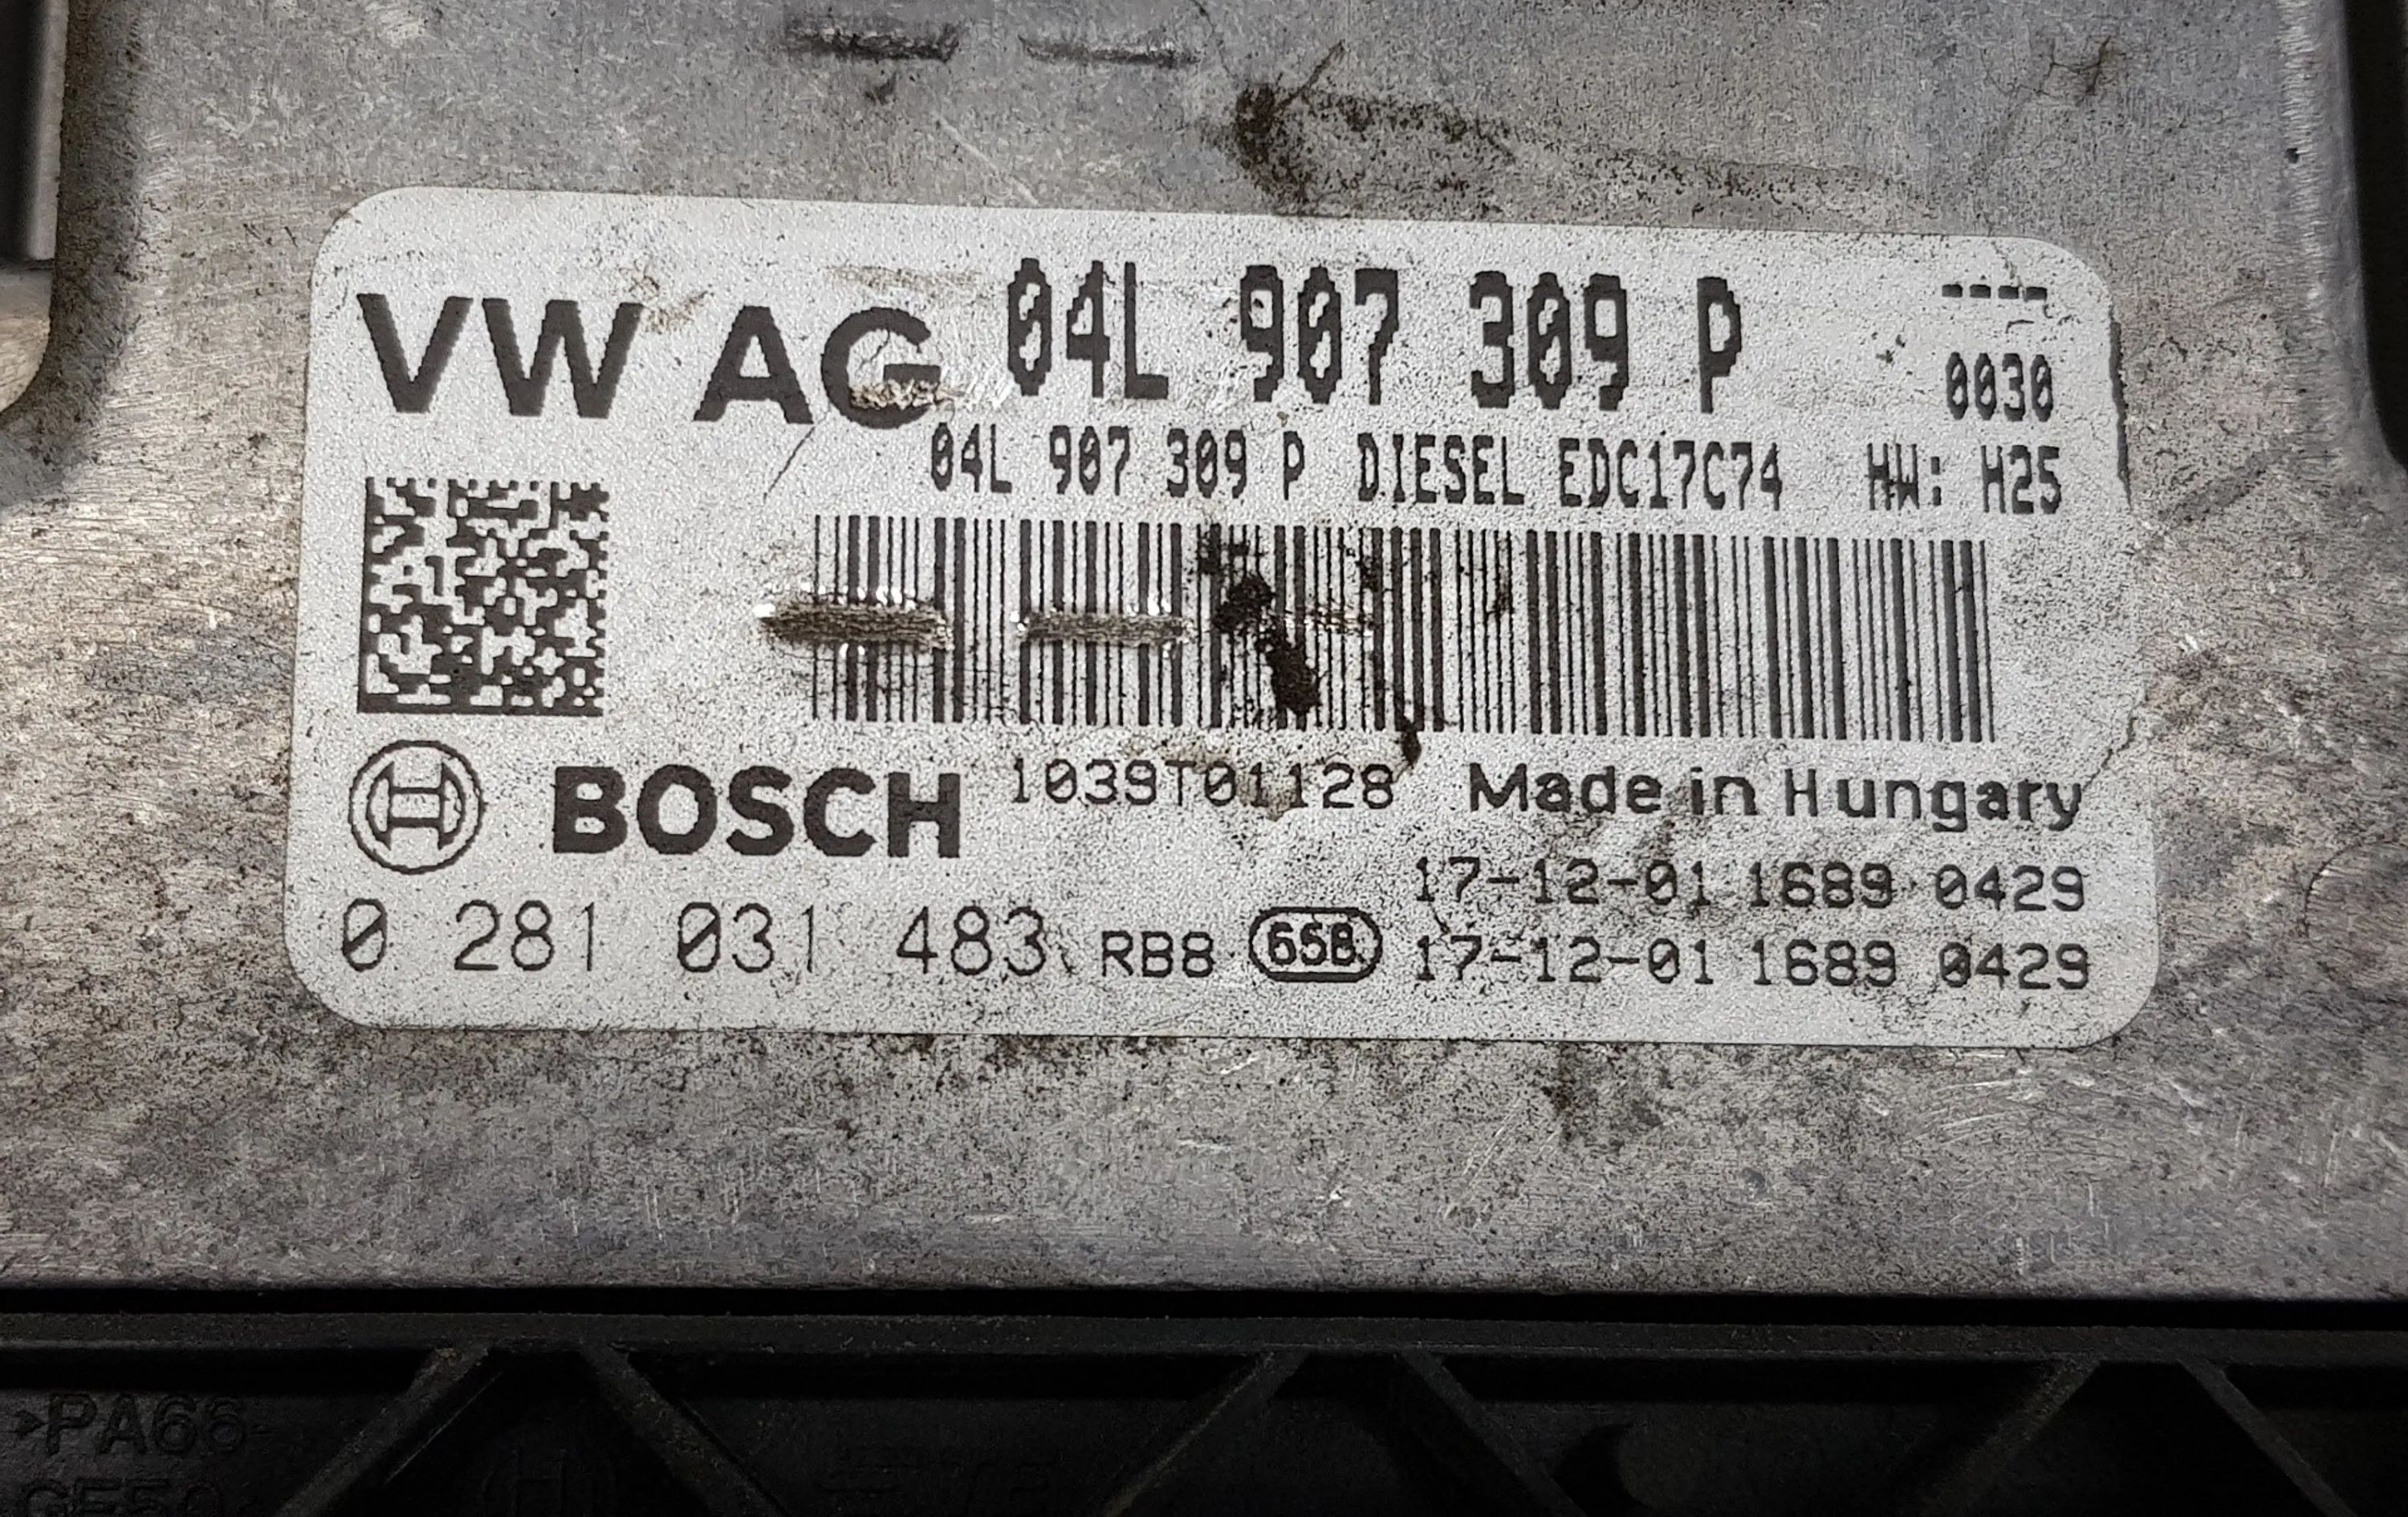 VW AG 04L 907 309 P ----
0030
04L 907 309 P DIESEL EDC17C74 HW: H25
BOSCH 1039T01128 Made in Hungary
17-12-01 1689 0429
0 281 031 483 RB8 65B 17-12-01 1689 0429
>PA66-